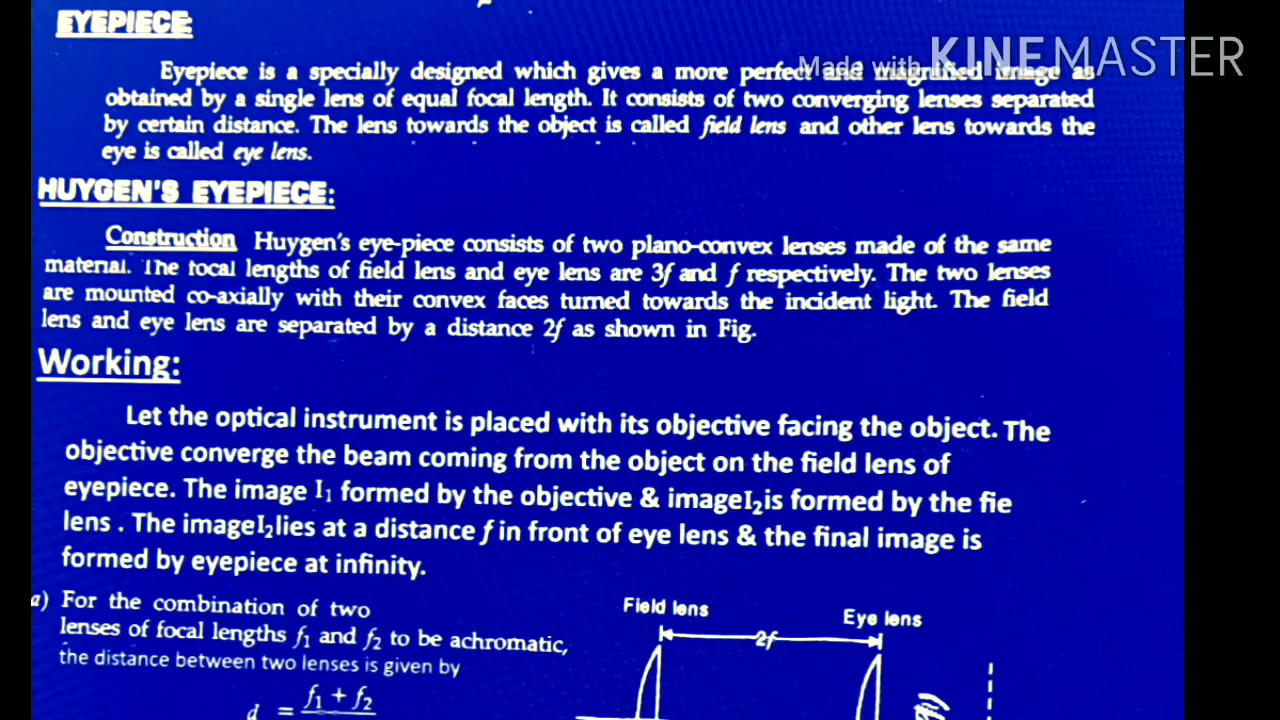 EYEPIECE:
Made with KINEMASTER
Eyepiece is a specially designed which gives a more perfect and magnified image as
obtained by a single lens of equal focal length. It consists of two converging lenses separated
by certain distance. The lens towards the object is called field lens and other lens towards the
eye is called eye lens.
HUYGEN'S EYEPIECE:
Construction Huygen's eye-piece consists of two plano-convex lenses made of the same
material. The focal lengths of field lens and eye lens are 3f and f respectively. The two lenses
are mounted co-axially with their convex faces turned towards the incident light. The field
lens and eye lens are separated by a distance 2f as shown in Fig.
Working:
Let the optical instrument is placed with its objective facing the object. The
objective converge the beam coming from the object on the field lens of
eyepiece. The image I₁ formed by the objective & imageI₂is formed by the fie
lens . The imageI₂lies at a distance f in front of eye lens & the final image is
formed by eyepiece at infinity.
a) For the combination of two
lenses of focal lengths f₁ and f₂ to be achromatic,
the distance between two lenses is given by
d = f₁ + f₂
Field lens
Eye lens
2f